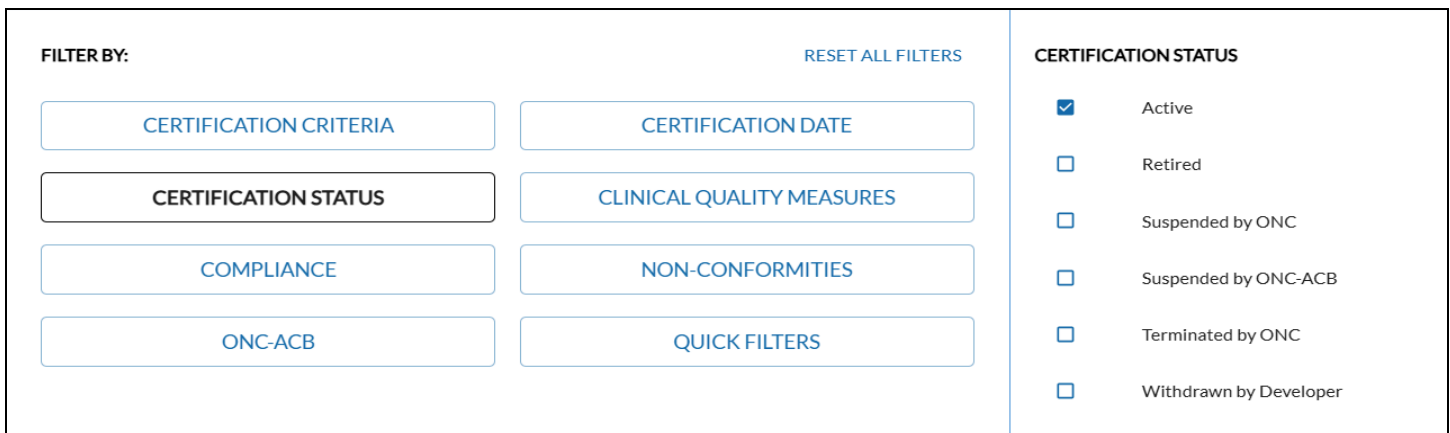 FILTER BY:
RESET ALL FILTERS
CERTIFICATION CRITERIA
CERTIFICATION DATE
CERTIFICATION STATUS
CLINICAL QUALITY MEASURES
COMPLIANCE
NON-CONFORMITIES
ONC-ACB
QUICK FILTERS
CERTIFICATION STATUS
Active
Retired
Suspended by ONC
Suspended by ONC-ACB
Terminated by ONC
Withdrawn by Developer